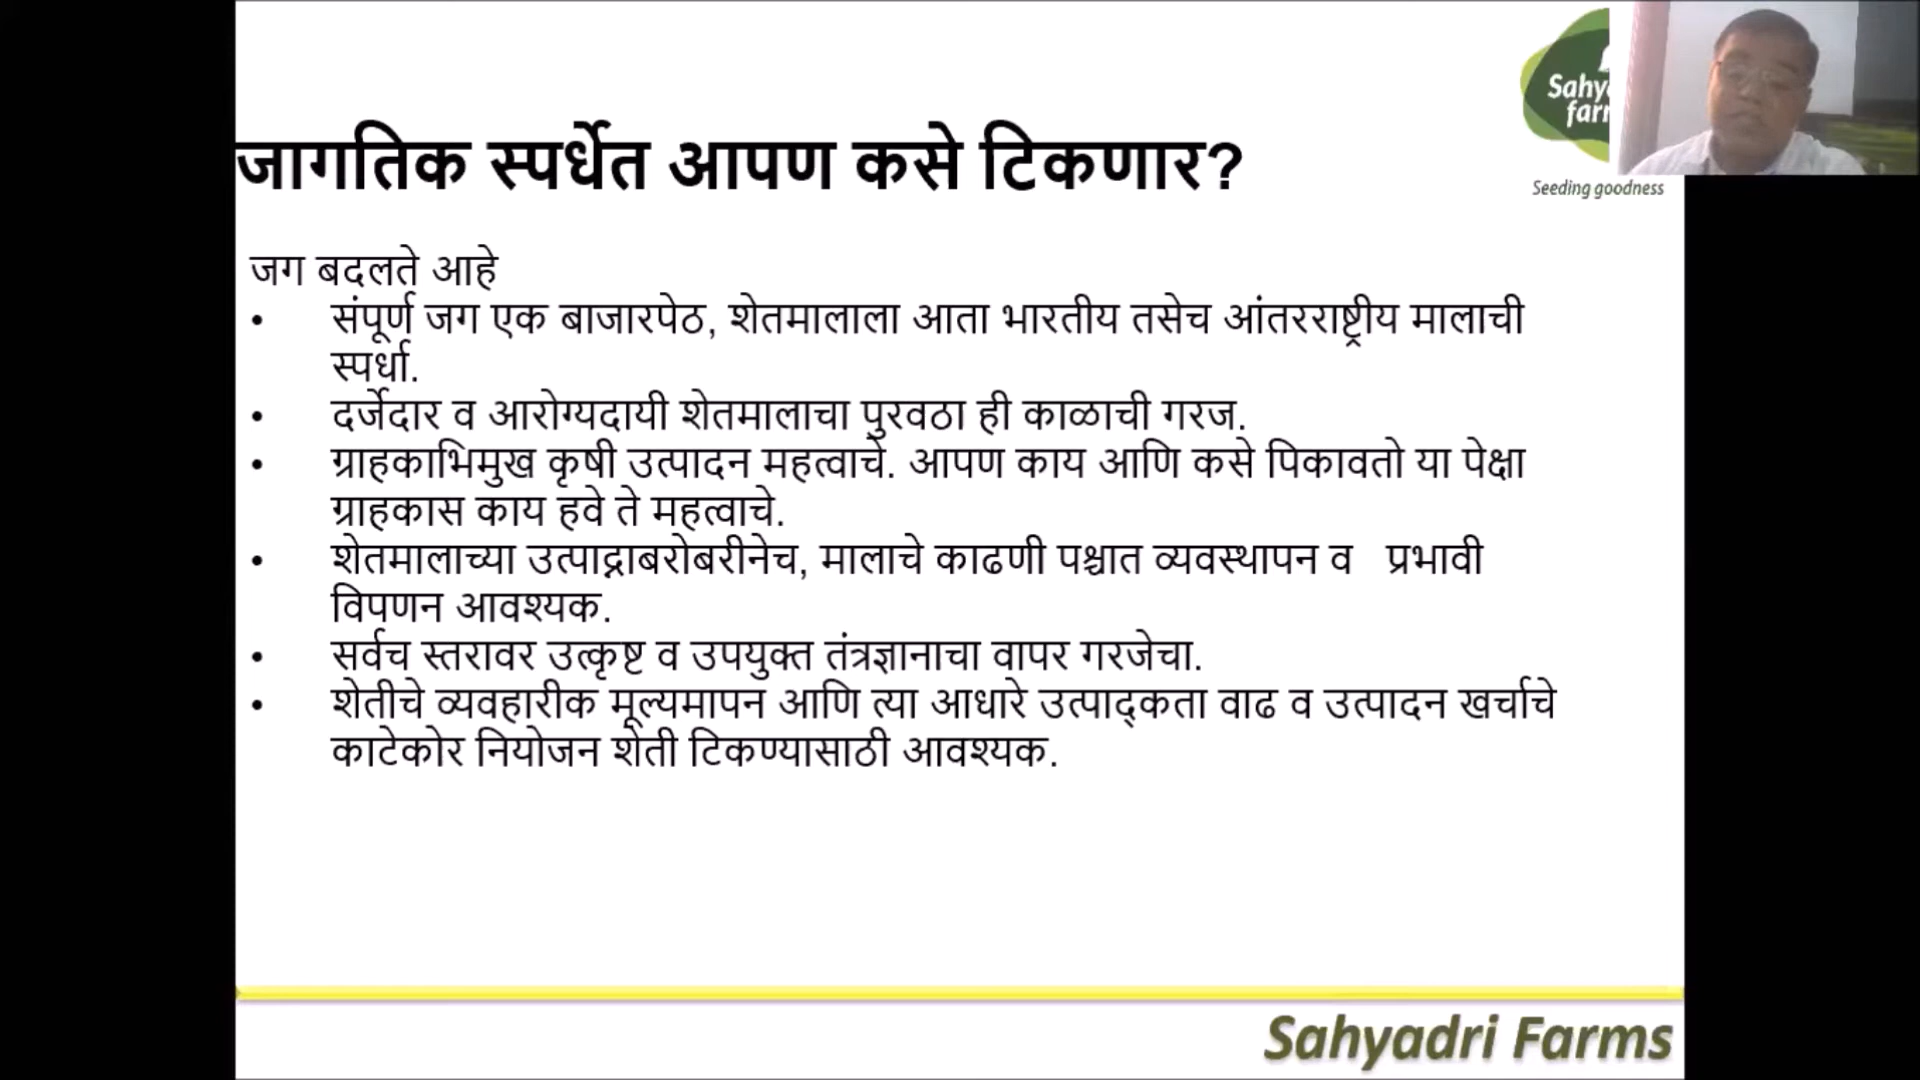 जागतिक स्पर्धेत आपण कसे टिकणार?
Seeding goodness
जग बदलते आहे
• संपूर्ण जग एक बाजारपेठ, शेतमालाला आता भारतीय तसेच आंतरराष्ट्रीय मालाची
स्पर्धा.
• दर्जेदार व आरोग्यदायी शेतमालाचा पुरवठा ही काळाची गरज.
• ग्राहकाभिमुख कृषी उत्पादन महत्वाचे. आपण काय आणि कसे पिकावतो या पेक्षा
ग्राहकास काय हवे ते महत्वाचे.
• शेतमालाच्या उत्पाद्नाबरोबरीनेच, मालाचे काढणी पश्चात व्यवस्थापन व प्रभावी
विपणन आवश्यक.
• सर्वच स्तरावर उत्कृष्ट व उपयुक्त तंत्रज्ञानाचा वापर गरजेचा.
• शेतीचे व्यवहारीक मूल्यमापन आणि त्या आधारे उत्पाद्कता वाढ व उत्पादन खर्चाचे
काटेकोर नियोजन शेती टिकण्यासाठी आवश्यक.
Sahyadri Farms